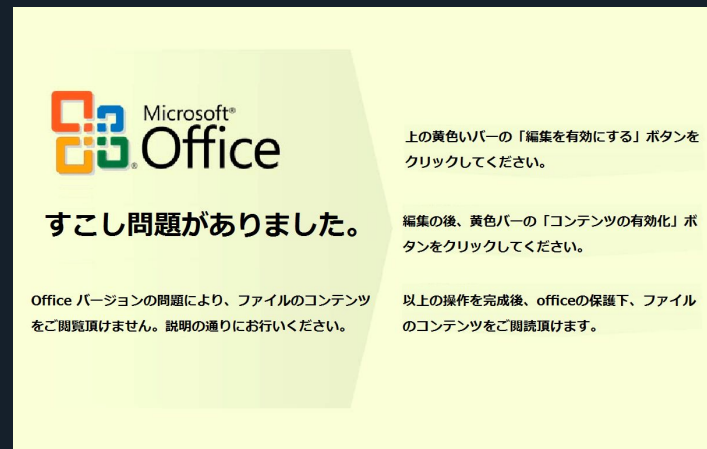 Microsoft®
Office
すこし問題がありました。
Office バージョンの問題により、ファイルのコンテンツ
をご閲覧頂けません。説明の通りにお行いください。
上の黄色いバーの「編集を有効にする」ボタンを
クリックしてください。
編集の後、黄色バーの「コンテンツの有効化」ボ
タンをクリックしてください。
以上の操作を完成後、officeの保護下、ファイル
のコンテンツをご閲読頂けます。